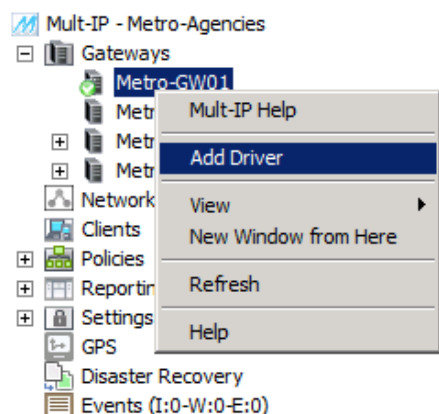 Mult-IP - Metro-Agencies
Gateways
Metro-GW01
Metr
Metr
Metr
Network
Clients
Policies
Reportin
Settings
GPS
Disaster Recovery
Events (I:0-W:0-E:0)
Mult-IP Help
Add Driver
View
New Window from Here
Refresh
Help